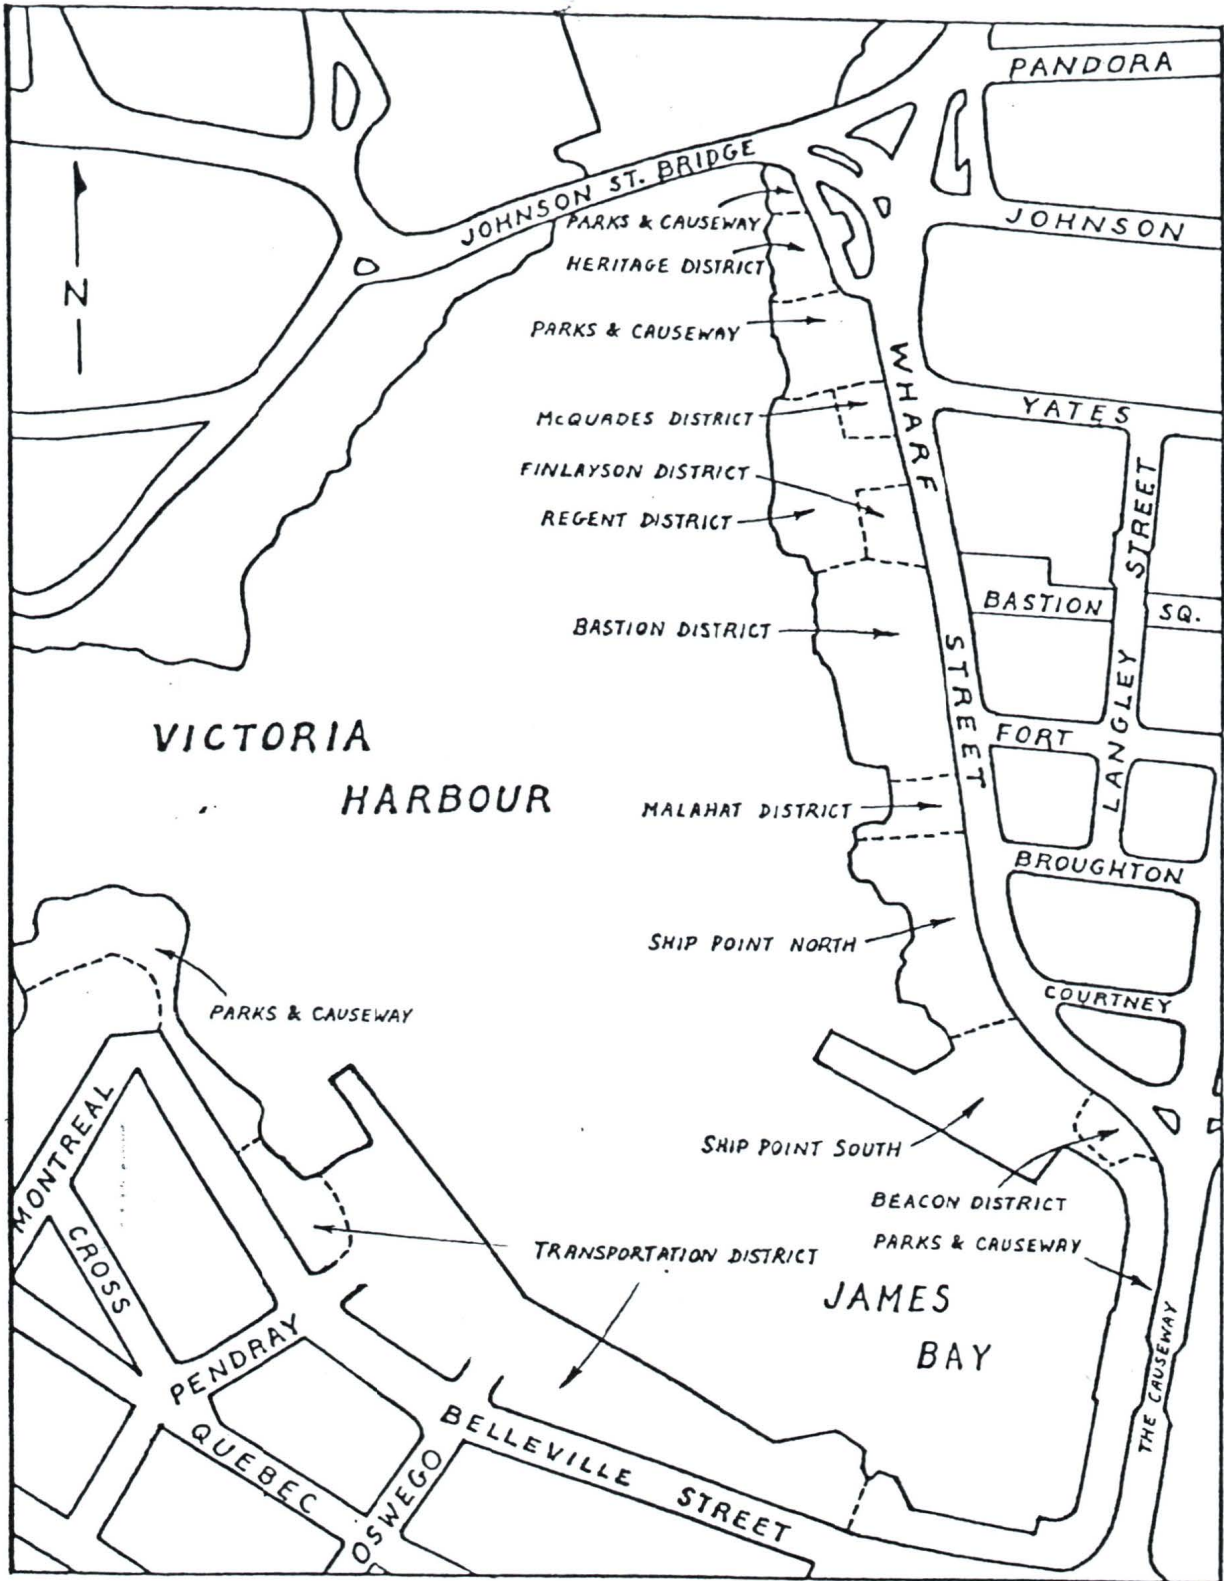 PANDORA
JOHNSON ST. BRIDGE
PARKS & CAUSEWAY
JOHNSON
HERITAGE DISTRICT
N
PARKS & CAUSEWAY
WHARF STREET
YATES
McQUADES DISTRICT
FINLAYSON DISTRICT
LANGLEY STREET
REGENT DISTRICT
BASTION SQ.
BASTION DISTRICT
VICTORIA
HARBOUR
FORT
MALAHAT DISTRICT
BROUGHTON
SHIP POINT NORTH
COURTNEY
PARKS & CAUSEWAY
MONTREAL
SHIP POINT SOUTH
BEACON DISTRICT
CROSS
TRANSPORTATION DISTRICT
PARKS & CAUSEWAY
JAMES
BAY
PENDRAY
THE CAUSEWAY
QUEBEC
OSWEGO
BELLEVILLE STREET